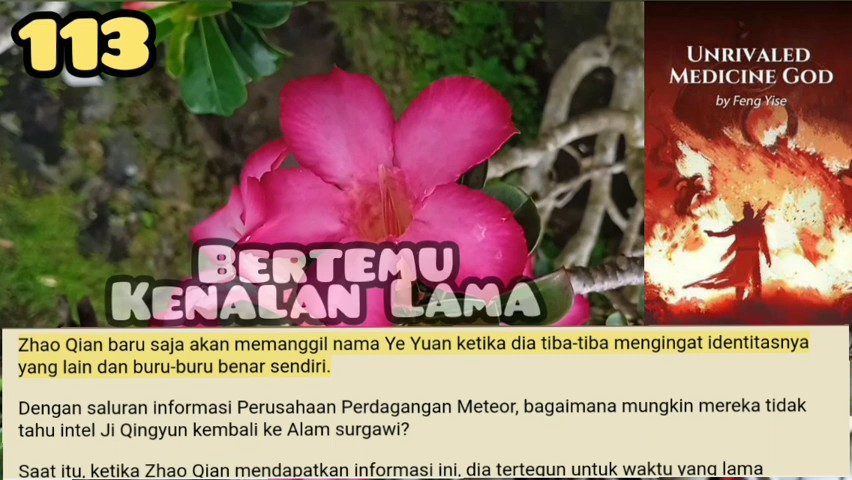 113
UNRIVALED
MEDICINE GOD
by Feng Yise
BERTEMU
KENALAN LAMA
Zhao Qian baru saja akan memanggil nama Ye Yuan ketika dia tiba-tiba mengingat identitasnya
yang lain dan buru-buru benar sendiri.
Dengan saluran informasi Perusahaan Perdagangan Meteor, bagaimana mungkin mereka tidak
tahu intel Ji Qingyun kembali ke Alam surgawi?
Saat itu, ketika Zhao Qian mendapatkan informasi ini, dia tertegun untuk waktu yang lama